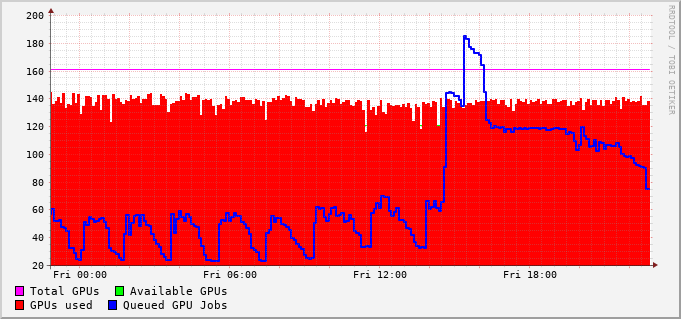 200
180
160
140
120
100
80
60
40
20
Fri 00:00 Fri 06:00 Fri 12:00 Fri 18:00
Total GPUs Available GPUs
GPUs used Queued GPU Jobs
RRDTOOL / TOBI OETIKER